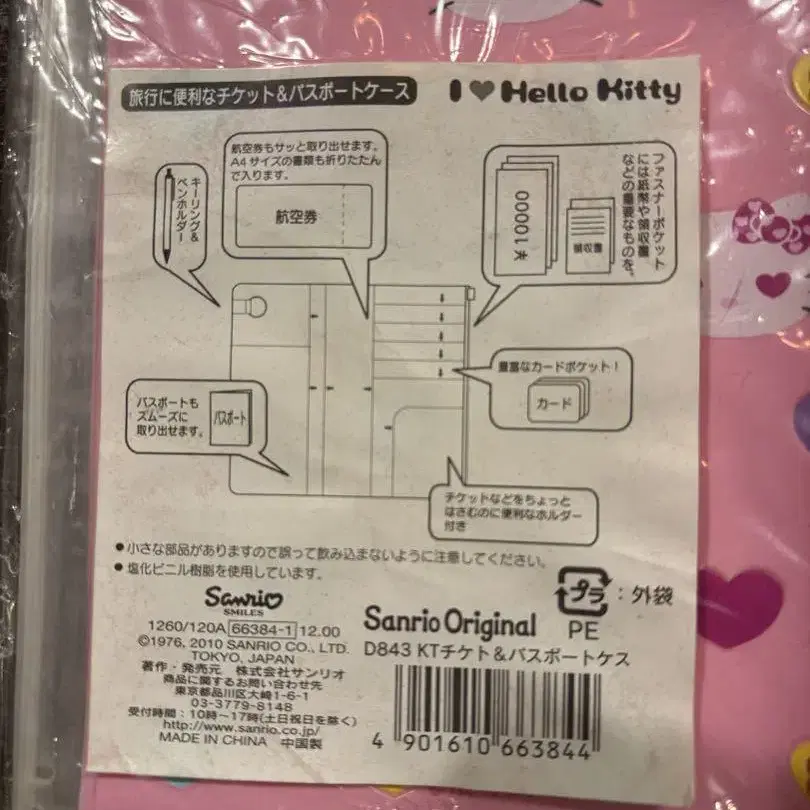 旅行に便利なチケット&パスポートケース
I ♥ Hello Kitty
キーリング&
ペンホルダー
航空券もサッと取り出せます。
A4サイズの書類も折りたたん
で入ります。
航空券
ファスナーポケット
には紙幣や領収書
などの重要なものを。
¥10000
領収書
豊富なカードポケット!
カード
パスポートも
スムーズに
取り出せます。
パスポート
チケットなどをちょっと
はさむのに便利なホルダー
付き
●小さな部品がありますので誤って飲み込まないように注意してください。
●塩化ビニル樹脂を使用しています。
Sanrio
SMILES
1260/120A 66384-1 12.00
©1976, 2010 SANRIO CO., LTD.
TOKYO, JAPAN
著作・発売元 株式会社サンリオ
商品に関するお問い合わせ先
東京都品川区大崎1-6-1
03-3779-8148
受付時間:10時〜17時(土日祝日を除く)
http://www.sanrio.co.jp/
MADE IN CHINA 中国製
プラ:外袋
PE
Sanrio Original
D843 KTチケト&パスポートケス
4 901610 663844